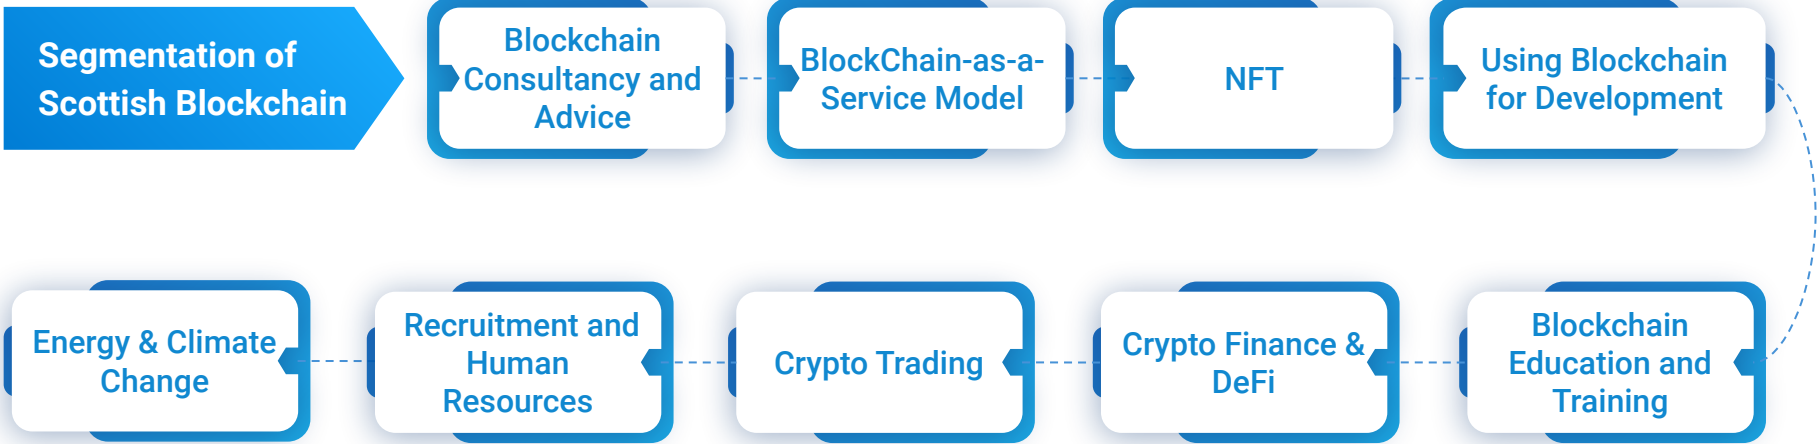 Segmentation of
Scottish Blockchain
Blockchain
Consultancy and
Advice
BlockChain-as-a-
Service Model
NFT
Using Blockchain
for Development
Blockchain
Education and
Training
Crypto Finance &
DeFi
Crypto Trading
Recruitment and
Human
Resources
Energy & Climate
Change